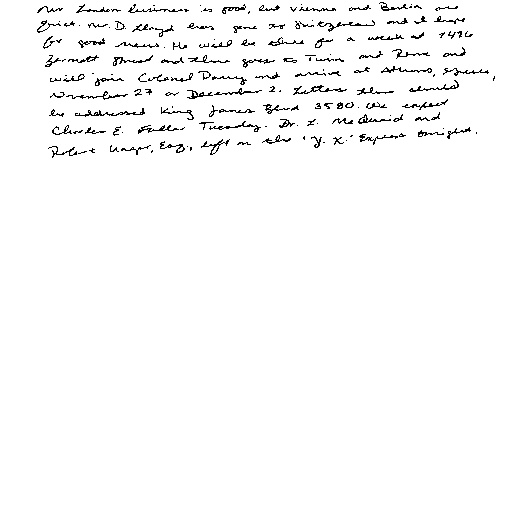 Our London business is good, but Vienna and Berlin are
quiet. Mr. D. Lloyd has gone to Switzerland and I hope
for good news. He will be there for a week at 1496
Zermott Street and then goes to Turin and Rome and
will join Colonel Parry and arrive at Athens, Greece,
November 27 or December 2. Letters there should
be addressed King James Blvd 3580. We expect
Charles E. Fuller Tuesday. Dr. L. McQuaid and
Robert Unger, Esq., left on the 'Y. X.' Express tonight.